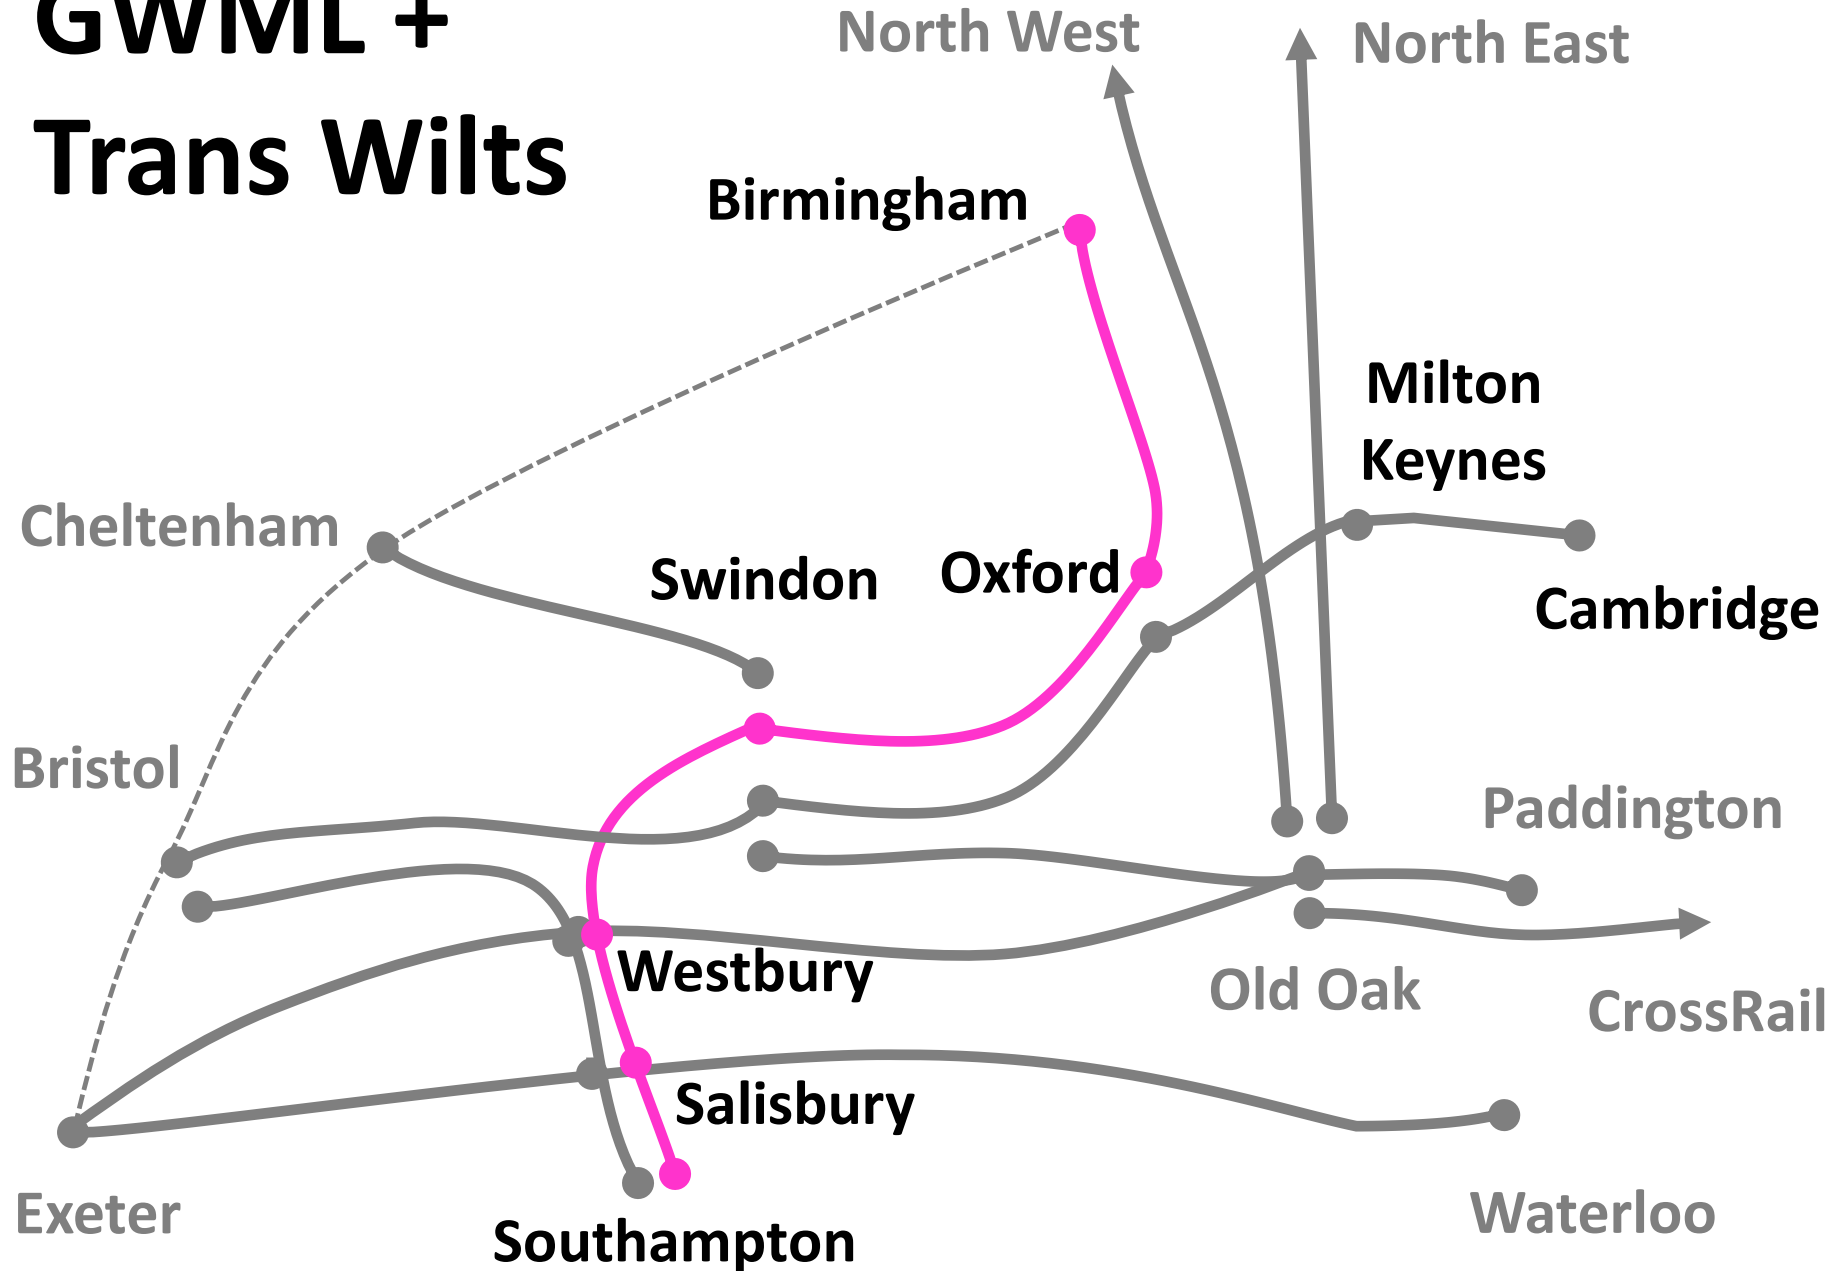 GWML +
Trans Wilts
North West
North East
Birmingham
Milton
Keynes
Cheltenham
Swindon
Oxford
Cambridge
Bristol
Paddington
Westbury
Old Oak
CrossRail
Salisbury
Exeter
Southampton
Waterloo